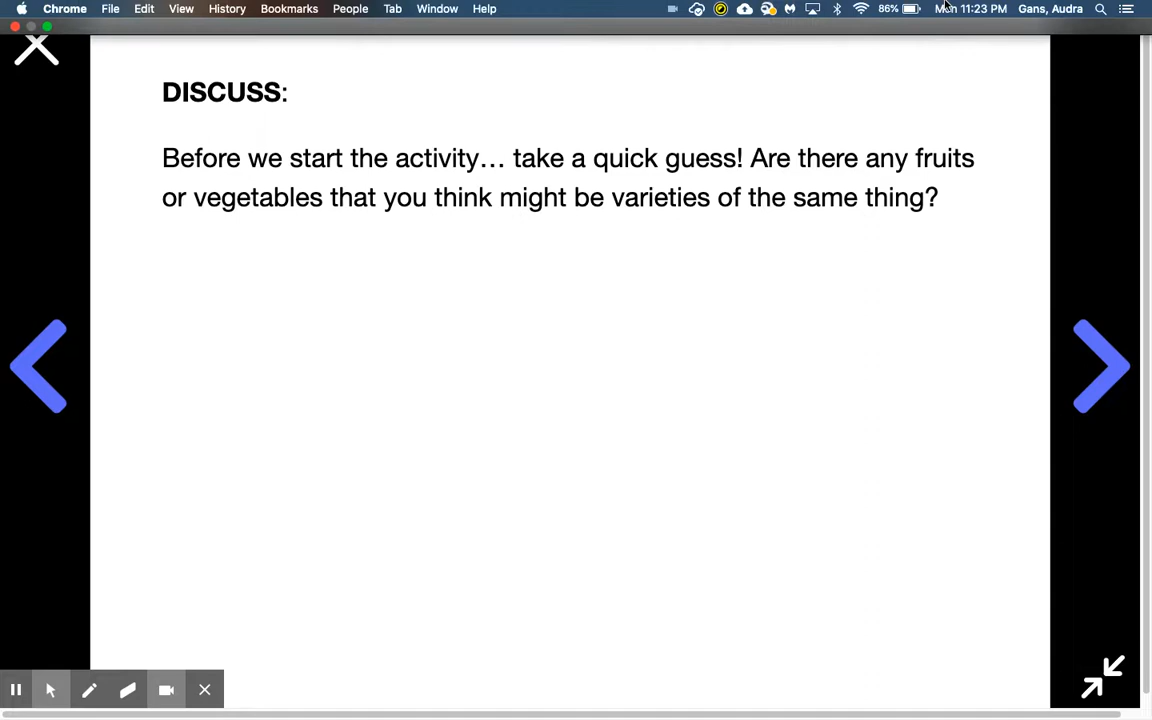 Chrome File Edit View History Bookmarks People Tab Window Help 86% Mon 11:23 PM Gans, Audra
DISCUSS:
Before we start the activity… take a quick guess! Are there any fruits
or vegetables that you think might be varieties of the same thing?